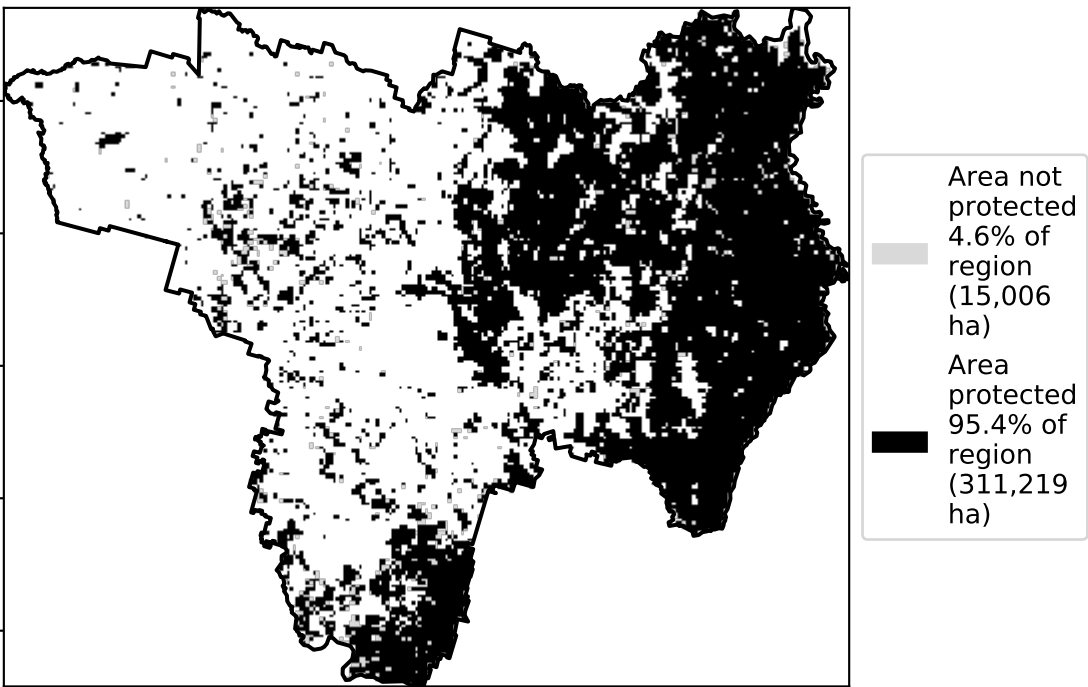 Area not
protected
4.6% of
region
(15,006
ha)
Area
protected
95.4% of
region
(311,219
ha)